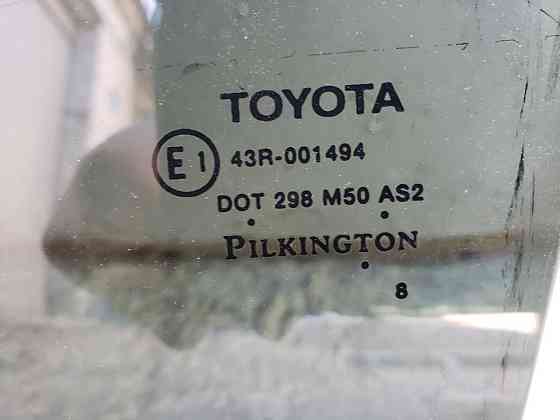 TOYOTA
E1 43R-001494
DOT 298 M50 AS2
PILKINGTON
8